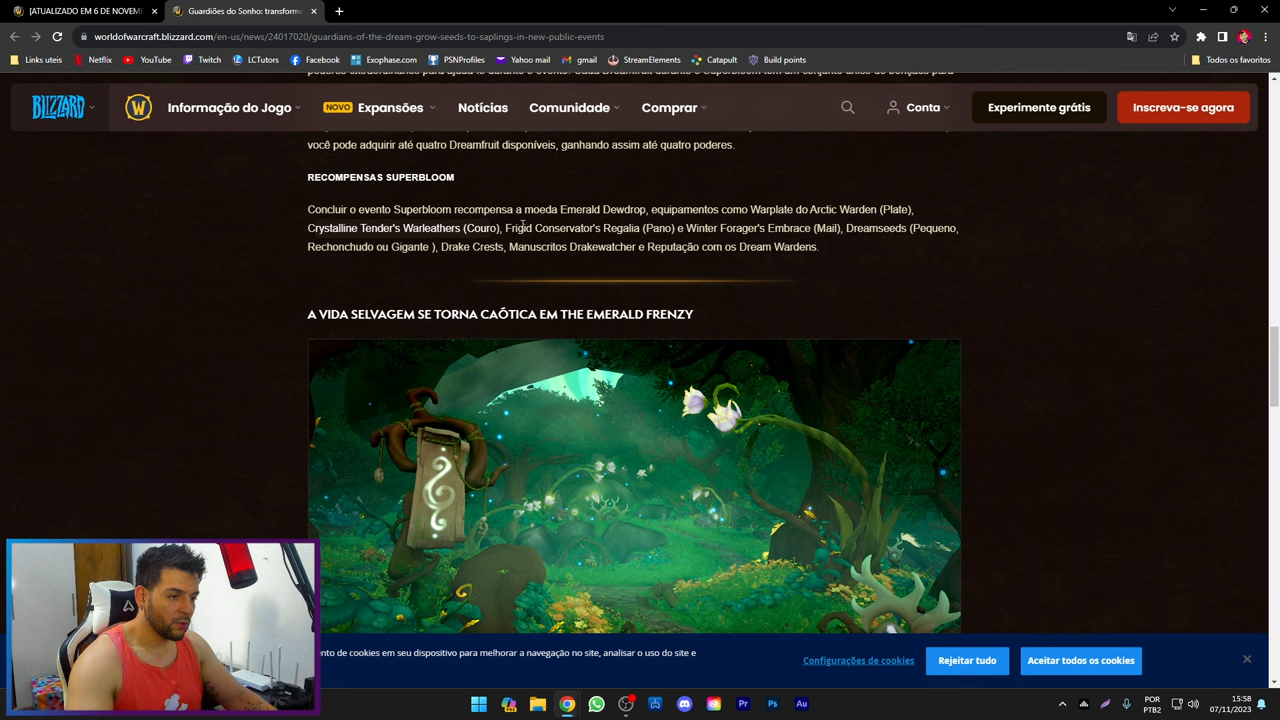 [ATUALIZADO EM 6 DE NOVEM
Guardiões do Sonho: transform
worldofwarcraft.blizzard.com/en-us/news/24017020/guardians-of-the-dream-grow-seeds-to-saplings-in-new-public-events
Links uteis
Netflix
YouTube
Twitch
LCTutors
Facebook
Exophase.com
PSNProfiles
Yahoo mail
gmail
StreamElements
Catapult
Build points
Todos os favoritos
BLIZZARD
W
Informação do Jogo
NOVO
Expansões
Notícias
Comunidade
Comprar
Conta
Experimente grátis
Inscreva-se agora
você pode adquirir até quatro Dreamfruit disponíveis, ganhando assim até quatro poderes.
RECOMPENSAS SUPERBLOOM
Concluir o evento Superbloom recompensa a moeda Emerald Dewdrop, equipamentos como Warplate do Arctic Warden (Plate),
Crystalline Tender's Warleathers (Couro), Frigid Conservator's Regalia (Pano) e Winter Forager's Embrace (Mail), Dreamseeds (Pequeno,
Rechonchudo ou Gigante ), Drake Crests, Manuscritos Drakewatcher e Reputação com os Dream Wardens.
A VIDA SELVAGEM SE TORNA CAÓTICA EM THE EMERALD FRENZY
ento de cookies em seu dispositivo para melhorar a navegação no site, analisar o uso do site e
Configurações de cookies
Rejeitar tudo
Aceitar todos os cookies
Pr
Ps
Au
POR
PTB2
15:58
07/11/2023